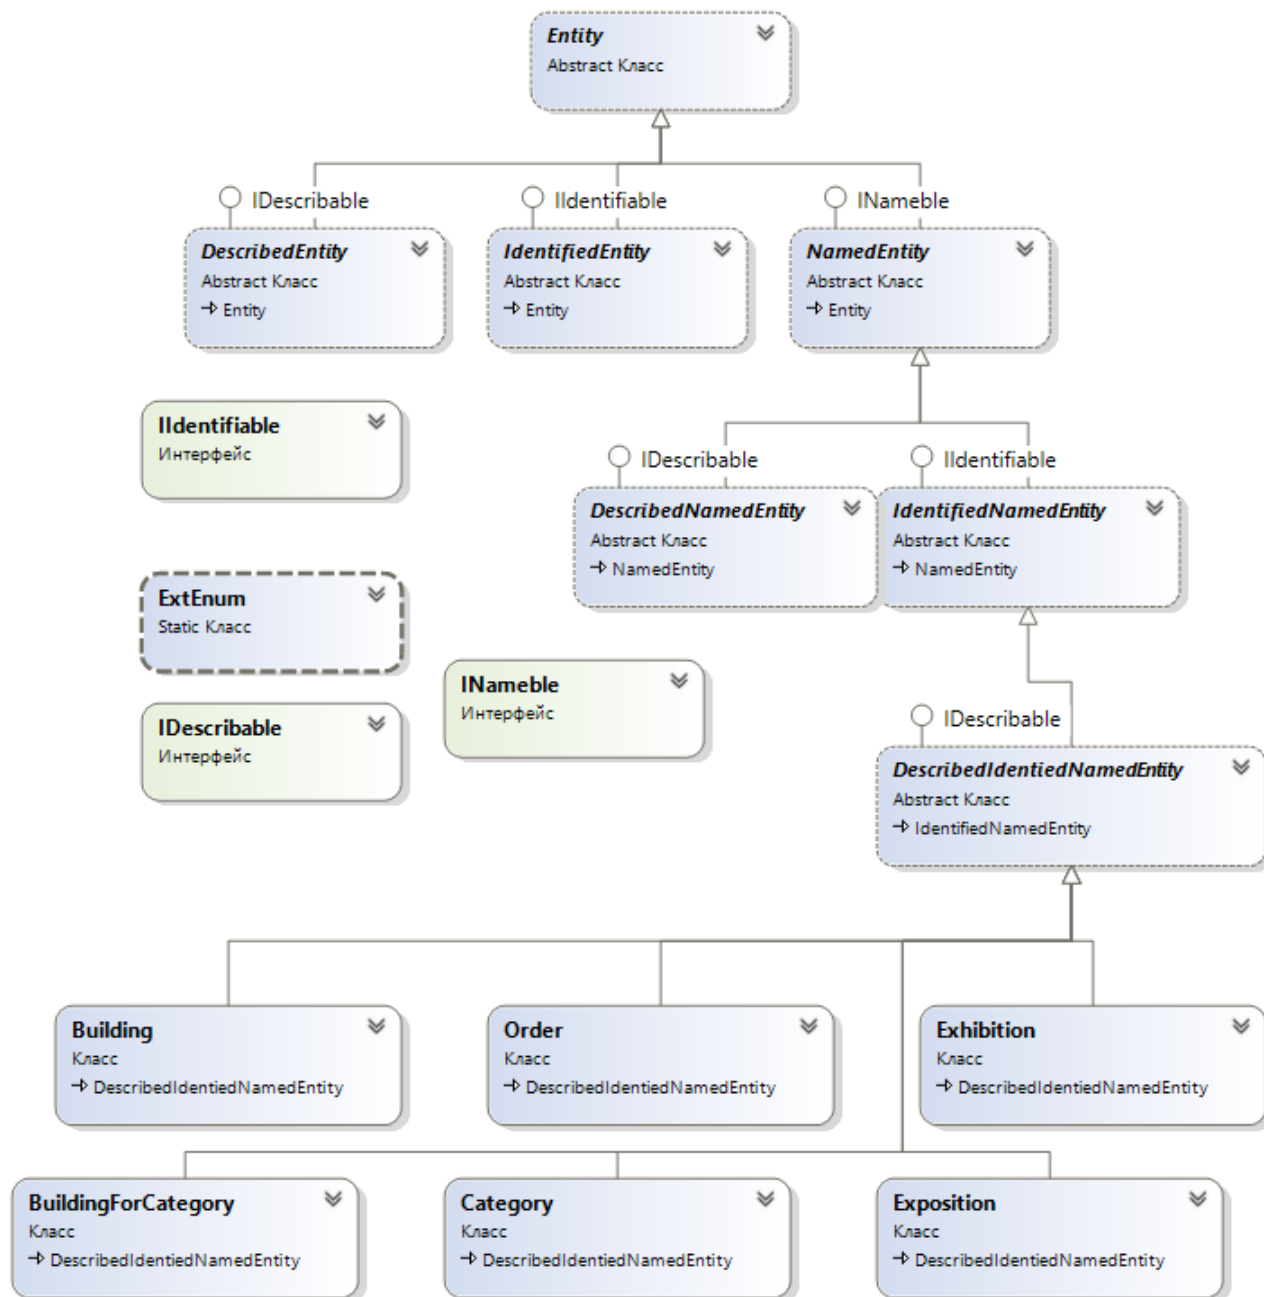 Entity
Abstract Класс
IDescribable
IIdentifiable
INameble
DescribedEntity
Abstract Класс
Entity
IdentifiedEntity
Abstract Класс
Entity
NamedEntity
Abstract Класс
Entity
IIdentifiable
Интерфейс
IDescribable
IIdentifiable
DescribedNamedEntity
Abstract Класс
NamedEntity
IdentifiedNamedEntity
Abstract Класс
NamedEntity
ExtEnum
Static Класс
INameble
Интерфейс
IDescribable
Интерфейс
IDescribable
DescribedIdentiedNamedEntity
Abstract Класс
IdentifiedNamedEntity
Building
Класс
DescribedIdentiedNamedEntity
Order
Класс
DescribedIdentiedNamedEntity
Exhibition
Класс
DescribedIdentiedNamedEntity
BuildingForCategory
Класс
DescribedIdentiedNamedEntity
Category
Класс
DescribedIdentiedNamedEntity
Exposition
Класс
DescribedIdentiedNamedEntity